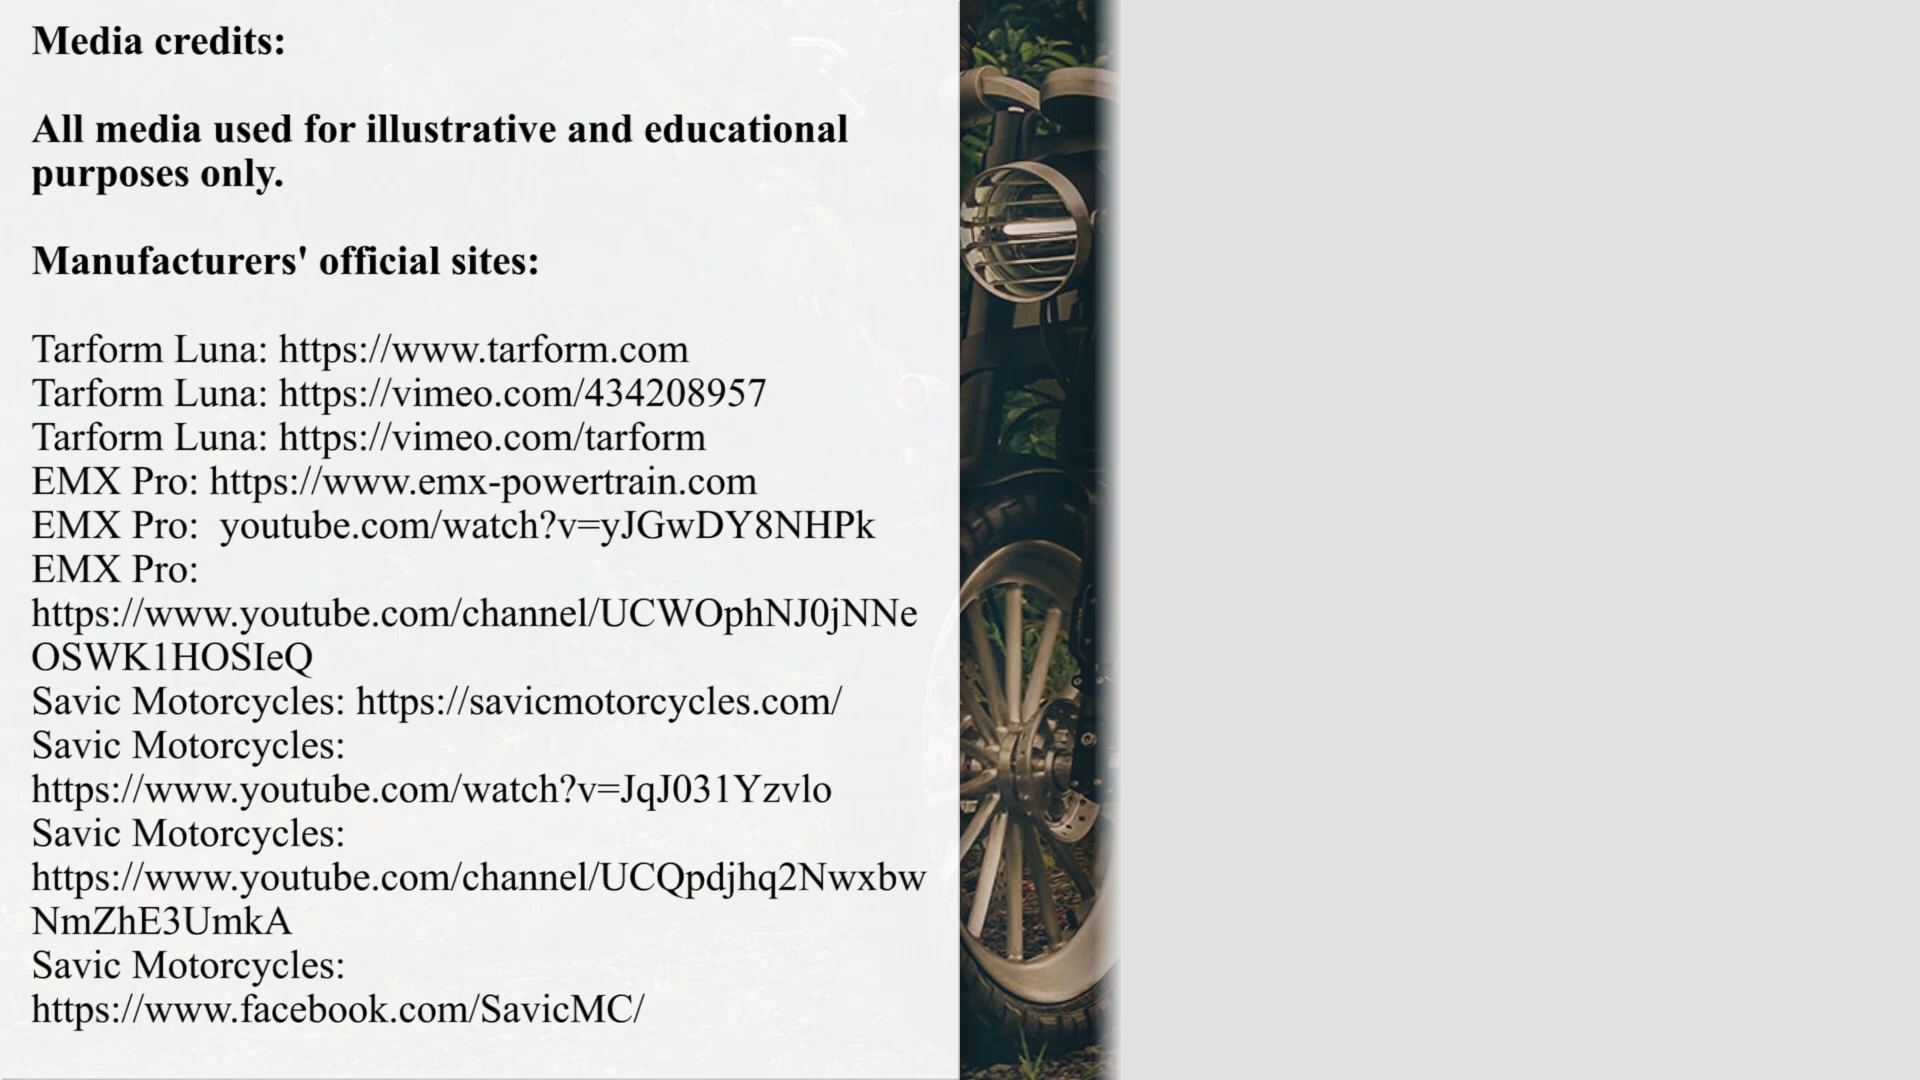 Media credits:
All media used for illustrative and educational
purposes only.
Manufacturers' official sites:
Tarform Luna: https://www.tarform.com
Tarform Luna: https://vimeo.com/434208957
Tarform Luna: https://vimeo.com/tarform
EMX Pro: https://www.emx-powertrain.com
EMX Pro:  youtube.com/watch?v=yJGwDY8NHPk
EMX Pro:
https://www.youtube.com/channel/UCWOphNJ0jNNe
OSWK1HOSIeQ
Savic Motorcycles: https://savicmotorcycles.com/
Savic Motorcycles:
https://www.youtube.com/watch?v=JqJ031Yzvlo
Savic Motorcycles:
https://www.youtube.com/channel/UCQpdjhq2Nwxbw
NmZhE3UmkA
Savic Motorcycles:
https://www.facebook.com/SavicMC/